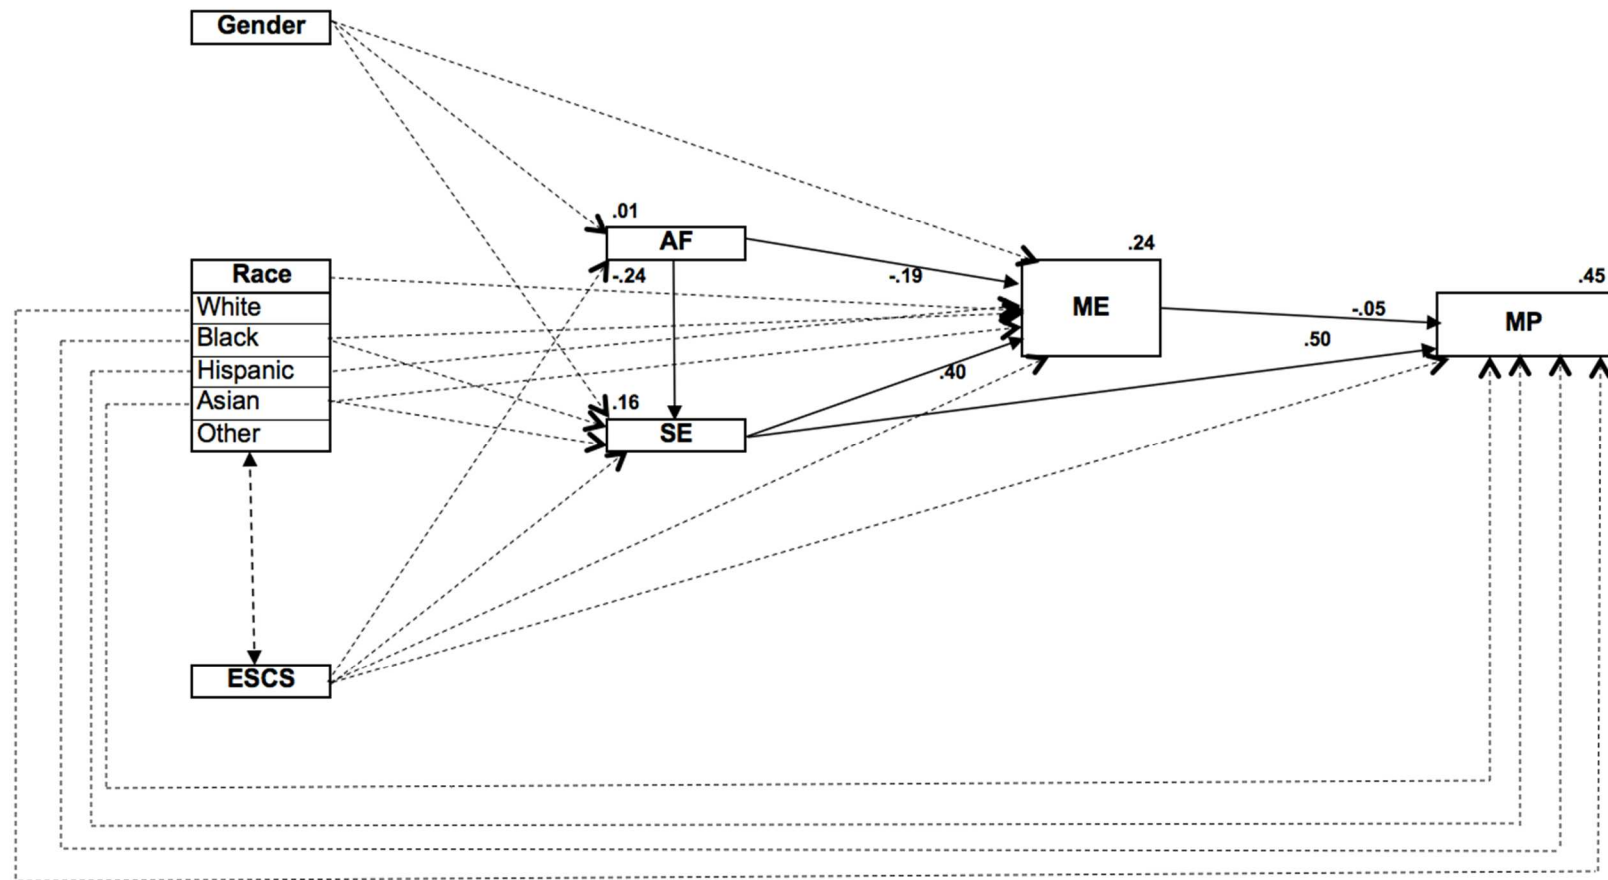 Gender
.01
AF
-.24
-.19
.24
ME
-.05
.50
.45
MP
Race
White
Black
Hispanic
Asian
Other
.40
.16
SE
ESCS